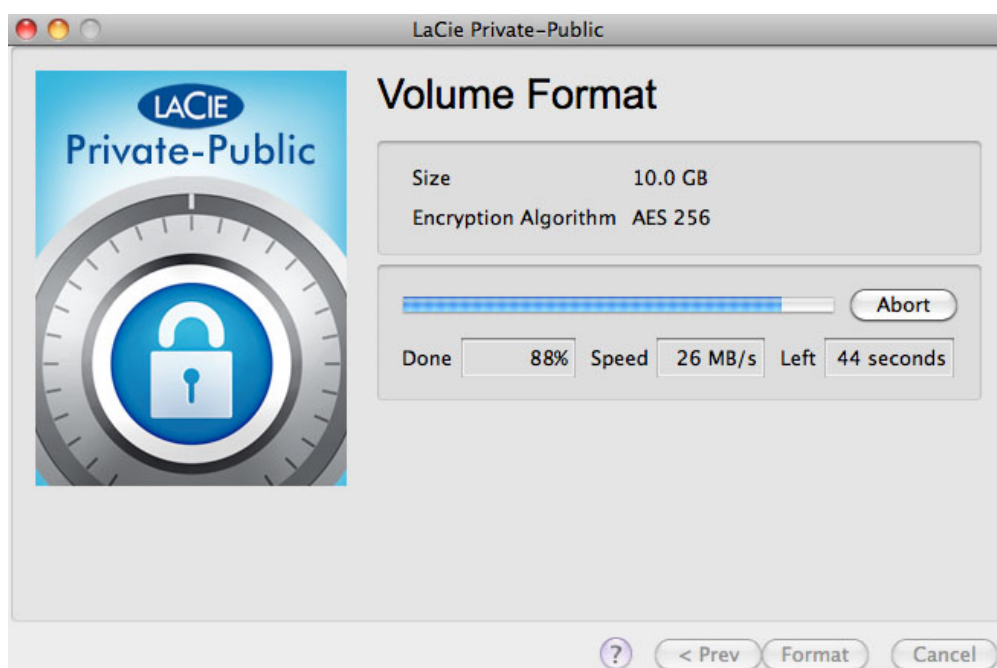 LaCie Private-Public
LACIE
Private-Public
Volume Format
Size 10.0 GB
Encryption Algorithm AES 256
Abort
Done 88% Speed 26 MB/s Left 44 seconds
? < Prev Format Cancel